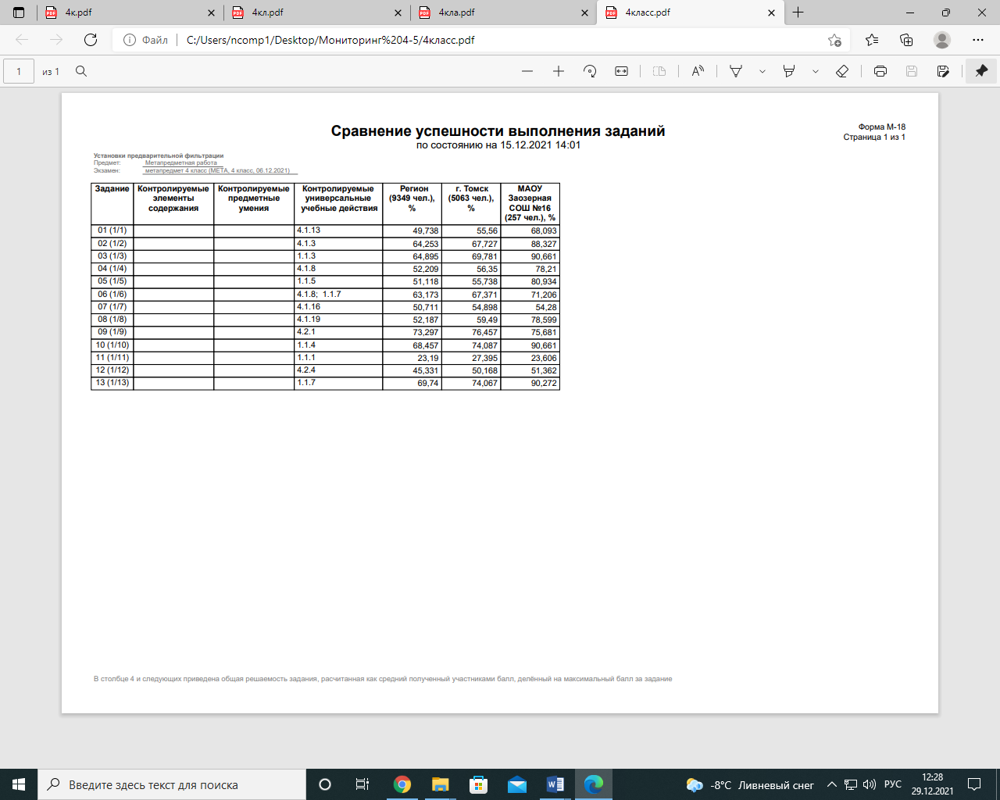 4к.pdf
4кл.pdf
4кла.pdf
4класс.pdf
Файл
C:/Users/ncomp1/Desktop/Мониторинг%204-5/4класс.pdf
1 из 1
Сравнение успешности выполнения заданий
по состоянию на 15.12.2021 14:01
Форма М-18
Страница 1 из 1
Установки предварительной фильтрации
Предмет: Метапредметная работа
Экзамен: метапредмет 4 класс (МЕТА, 4 класс, 06.12.2021)
Задание Контролируемые Контролируемые Контролируемые Регион г. Томск МАОУ
элементы предметные универсальные (9349 чел.), (5063 чел.), Заозерная
содержания умения учебные действия % % СОШ №16
(257 чел.), %
01 (1/1) 4.1.13 49,738 55,56 68,093
02 (1/2) 4.1.3 64,253 67,727 88,327
03 (1/3) 1.1.3 64,895 69,781 90,661
04 (1/4) 4.1.8 52,209 56,35 78,21
05 (1/5) 1.1.5 51,118 55,738 80,934
06 (1/6) 4.1.8; 1.1.7 63,173 67,371 71,206
07 (1/7) 4.1.16 50,711 54,898 54,28
08 (1/8) 4.1.19 52,187 59,49 78,599
09 (1/9) 4.2.1 73,297 76,457 75,681
10 (1/10) 1.1.4 68,457 74,087 90,661
11 (1/11) 1.1.1 23,19 27,395 23,606
12 (1/12) 4.2.4 45,331 50,168 51,362
13 (1/13) 1.1.7 69,74 74,067 90,272
В столбце 4 и следующих приведена общая решаемость задания, расчитанная как средний полученный участниками балл, делённый на максимальный балл за задание
Введите здесь текст для поиска
-8°C Ливневый снег
РУС
12:28
29.12.2021